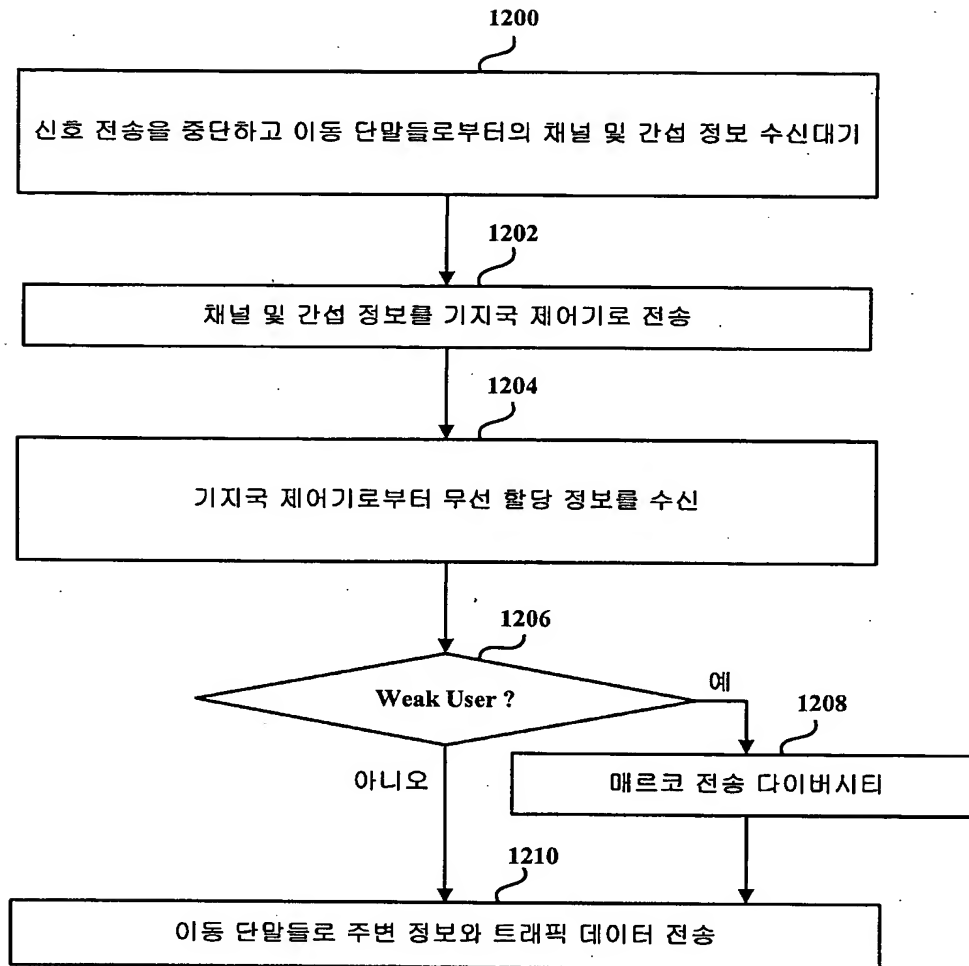 1200
신호 전송을 중단하고 이동 단말들로부터의 채널 및 간섭 정보 수신대기
1202
채널 및 간섭 정보를 기지국 제어기로 전송
1204
기지국 제어기로부터 무선 할당 정보를 수신
1206
Weak User ?
예
1208
아니오
매르코 전송 다이버시티
1210
이동 단말들로 주변 정보와 트래픽 데이터 전송